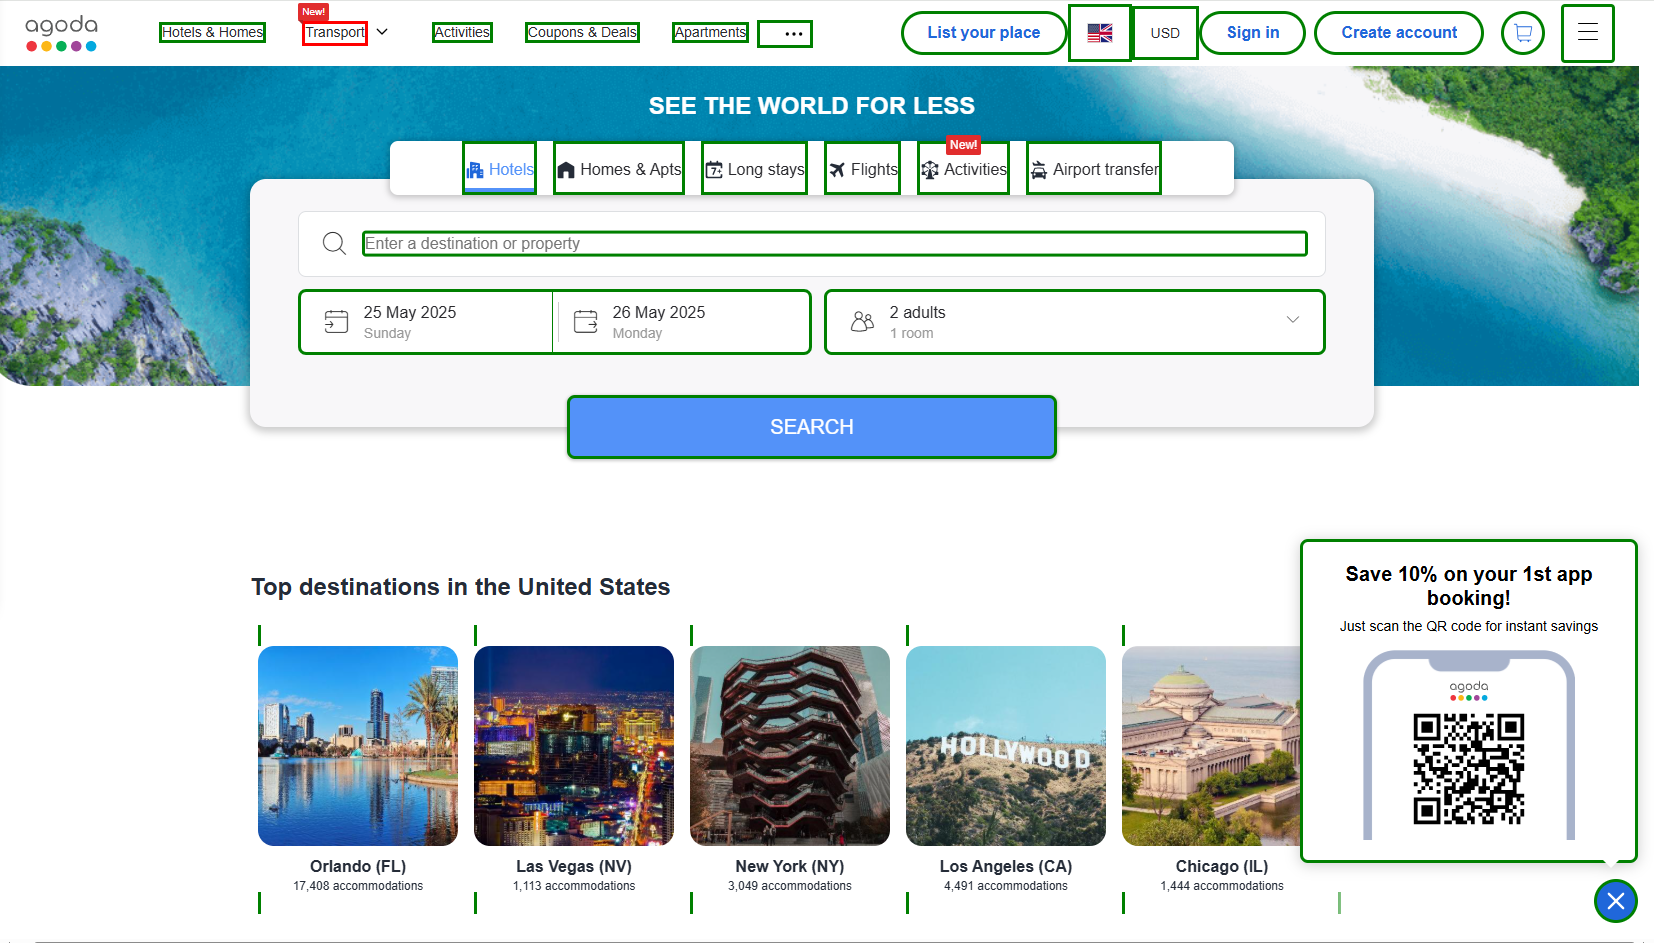 agoda
Hotels & Homes
New!
Transport
Activities
Coupons & Deals
Apartments
...
List your place
USD
Sign in
Create account
SEE THE WORLD FOR LESS
Hotels
Homes & Apts
Long stays
Flights
New!
Activities
Airport transfer
Enter a destination or property
25 May 2025
Sunday
26 May 2025
Monday
2 adults
1 room
SEARCH
Top destinations in the United States
HOLLYWOOD
Orlando (FL)
17,408 accommodations
Las Vegas (NV)
1,113 accommodations
New York (NY)
3,049 accommodations
Los Angeles (CA)
4,491 accommodations
Chicago (IL)
1,444 accommodations
Save 10% on your 1st app
booking!
Just scan the QR code for instant savings
agoda